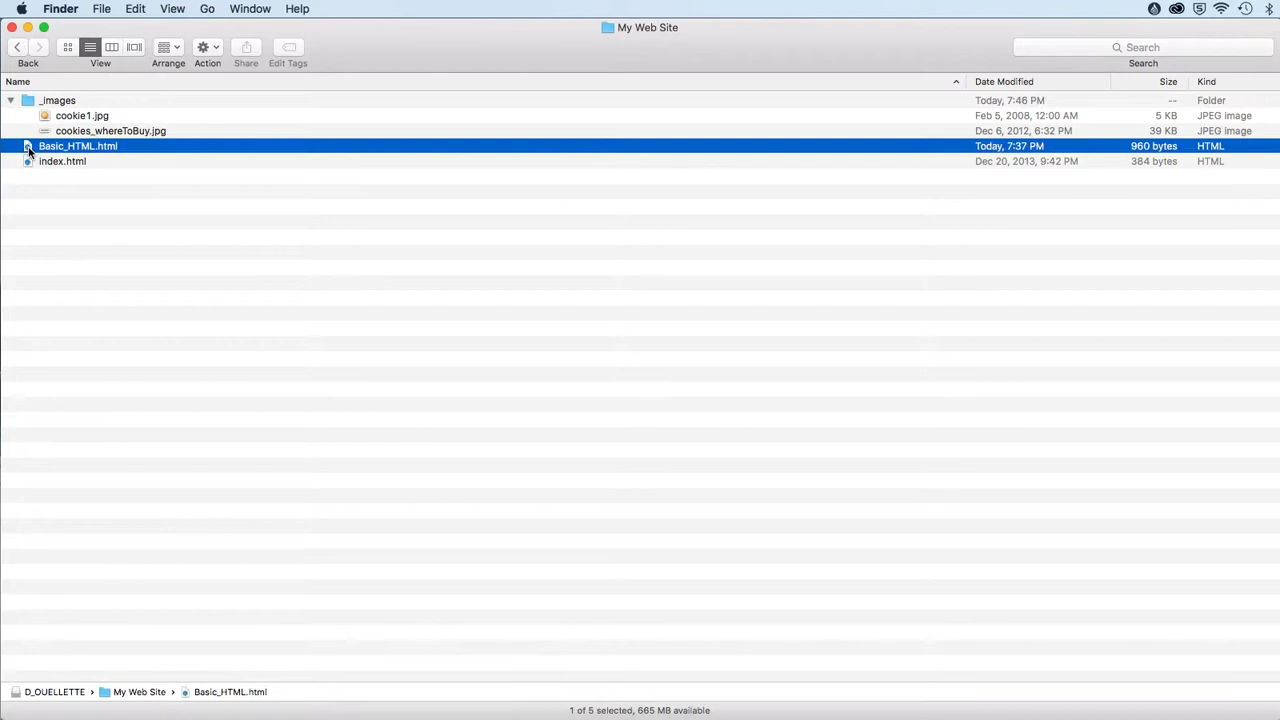 Finder File Edit View Go Window Help
My Web Site
Search
Back View Arrange Action Share Edit Tags Search
Name Date Modified Size Kind
_images Today, 7:46 PM -- Folder
cookie1.jpg Feb 5, 2008, 12:00 AM 5 KB JPEG image
cookies_whereToBuy.jpg Dec 6, 2012, 6:32 PM 39 KB JPEG image
Basic_HTML.html Today, 7:37 PM 960 bytes HTML
index.html Dec 20, 2013, 9:42 PM 384 bytes HTML
D_OUELLETTE › My Web Site › Basic_HTML.html
1 of 5 selected, 665 MB available